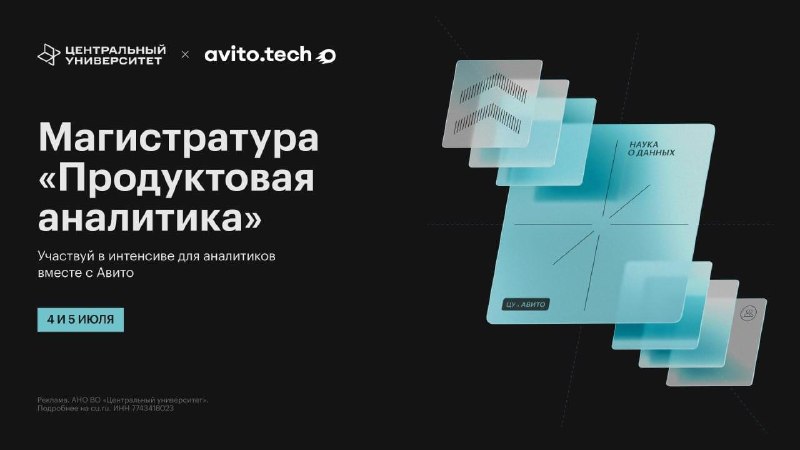 ЦЕНТРАЛЬНЫЙ
УНИВЕРСИТЕТ × avito.tech
Магистратура
«Продуктовая
аналитика»
Участвуй в интенсиве для аналитиков
вместе с Авито
4 И 5 ИЮЛЯ
НАУКА
О ДАННЫХ
ЦУ × АВИТО
Реклама. АНО ВО «Центральный университет».
Подробнее на cu.ru. ИНН 7743418023